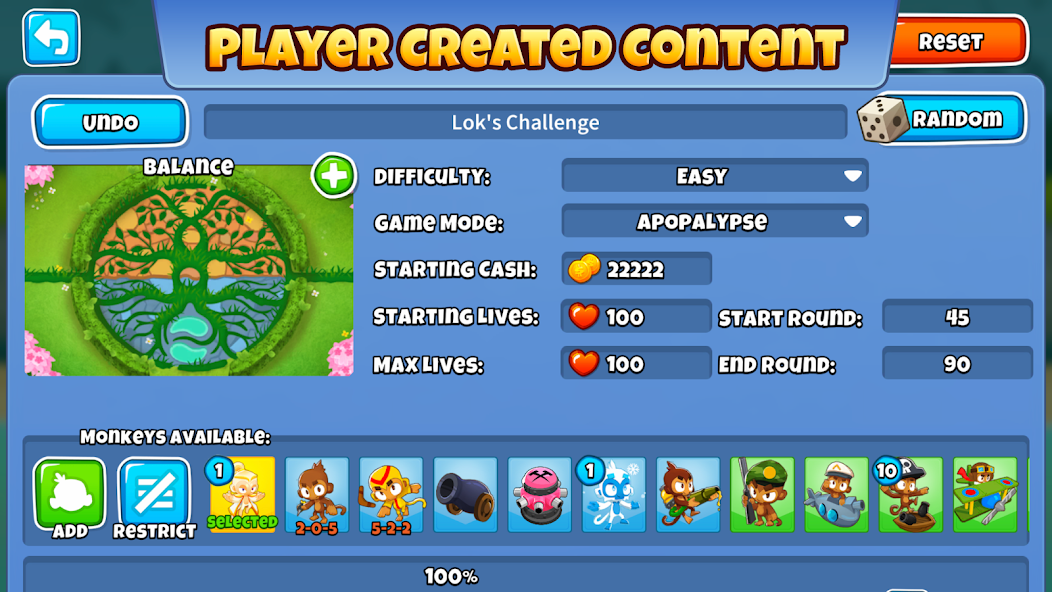 PLAYER CREATED CONTENT
RESET
UNDO
Lok's Challenge
RANDOM
BALANCE
DIFFICULTY:
EASY
GAME MODE:
APOPALYPSE
STARTING CASH:
22222
STARTING LIVES:
100
START ROUND:
45
MAX LIVES:
100
END ROUND:
90
MONKEYS AVAILABLE:
ADD
RESTRICT
1
SELECTED
2-0-5
5-2-2
1
10
100%